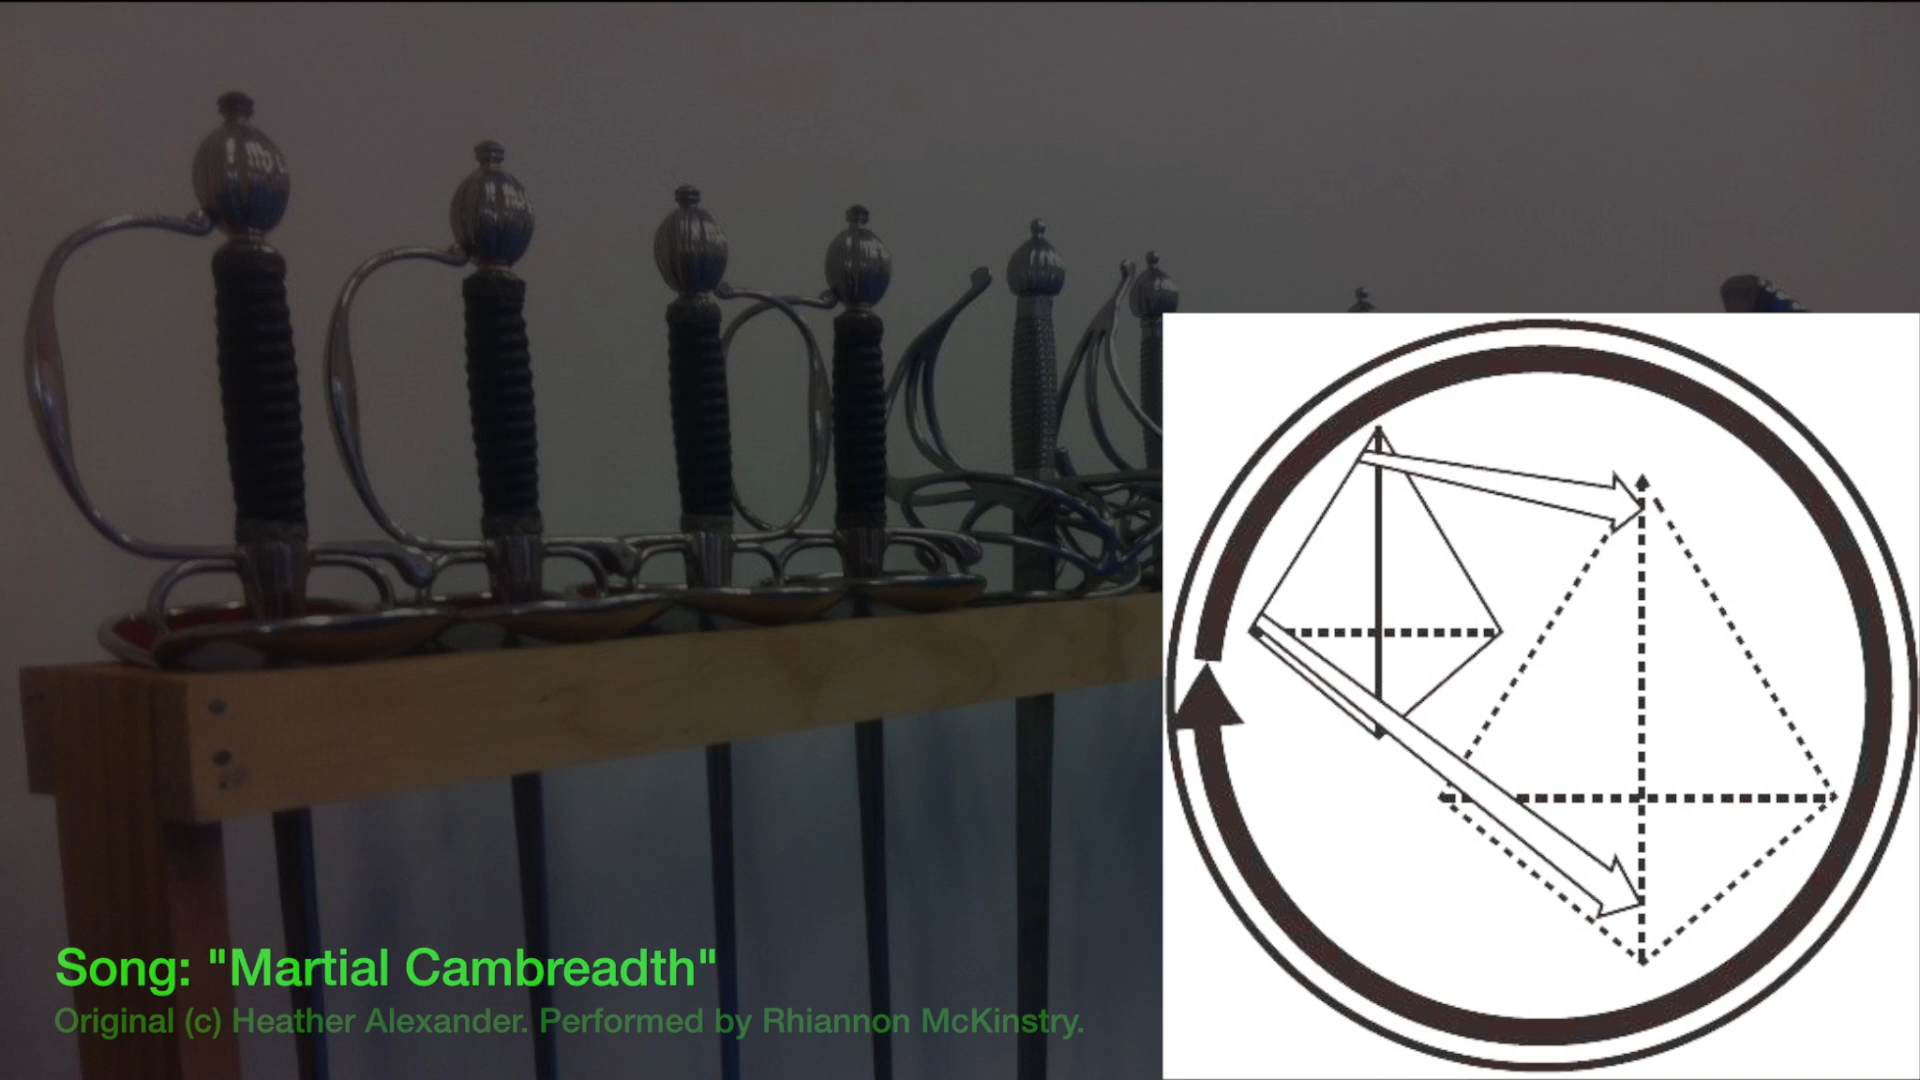 Song: "Martial Cambreadth"
Original (c) Heather Alexander. Performed by Rhiannon McKinstry.